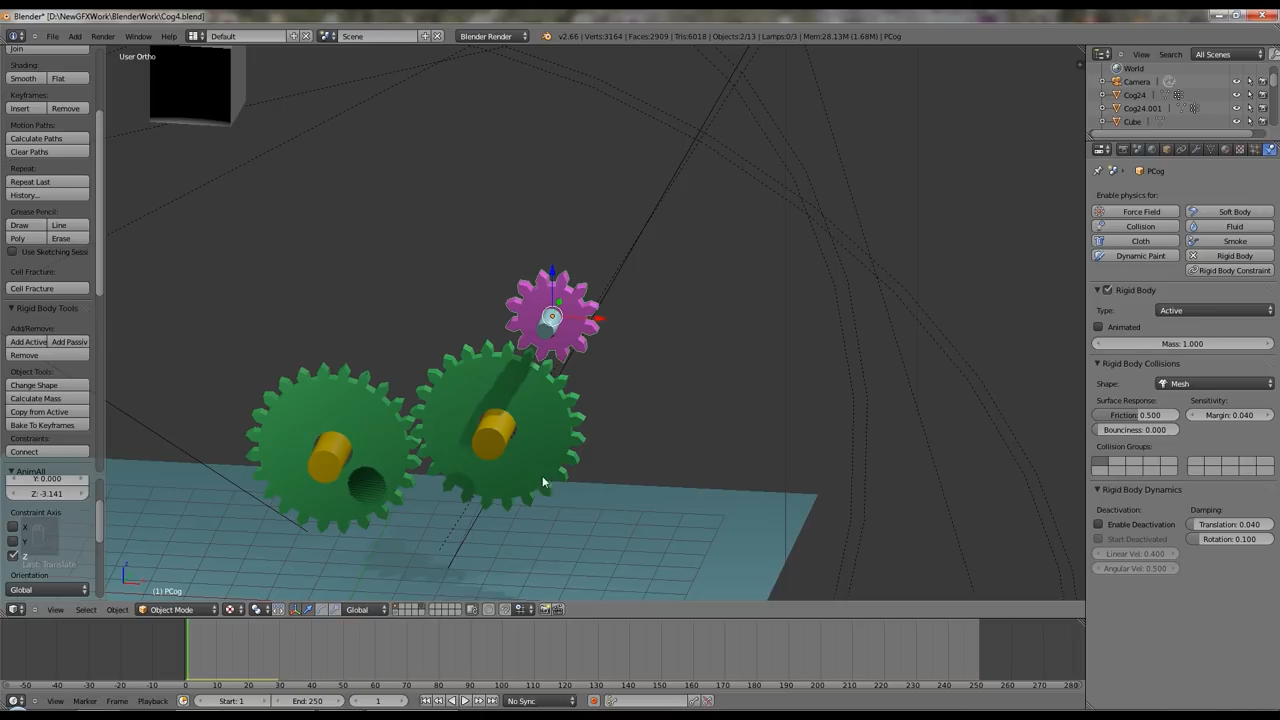 Blender* [D:\NewGFXWork\BlenderWork\Cog4.blend]
File Add Render Window Help Default Scene Blender Render v2.66 | Verts:3164 | Faces:2909 | Tris:6018 | Objects:2/13 | Lamps:0/3 | Mem:28.13M (1.68M) | PCog
View Search All Scenes
Join
User Ortho
Shading:
Smooth Flat
Keyframes:
Insert Remove
Motion Paths:
Calculate Paths
Clear Paths
Repeat:
Repeat Last
History...
Grease Pencil:
Draw Line
Poly Erase
Use Sketching Sessi
Cell Fracture:
Cell Fracture
Rigid Body Tools
Add/Remove:
Add Active Add Passiv
Remove
Object Tools:
Change Shape
Calculate Mass
Copy from Active
Bake To Keyframes
Constraints:
Connect
AnimAll
Y: 0.000
Z: -3.141
Constraint Axis
X
Y
Z
Last: Translate
Orientation
Global
z
(1) PCog
View Select Object Object Mode Global
World
Camera
Cog24
Cog24.001
Cube
PCog
Enable physics for:
Force Field Soft Body
Collision Fluid
Cloth Smoke
Dynamic Paint Rigid Body
Rigid Body Constraint
Rigid Body
Type: Active
Animated
Mass: 1.000
Rigid Body Collisions
Shape: Mesh
Surface Response: Sensitivity:
Friction: 0.500 Margin: 0.040
Bounciness: 0.000
Collision Groups:
Rigid Body Dynamics
Deactivation: Damping:
Enable Deactivation Translation: 0.040
Start Deactivated Rotation: 0.100
Linear Vel: 0.400
Angular Vel: 0.500
-50 -40 -30 -20 -10 0 10 20 30 40 50 60 70 80 90 100 110 120 130 140 150 160 170 180 190 200 210 220 230 240 250 260 270 280
View Marker Frame Playback Start: 1 End: 250 1 No Sync